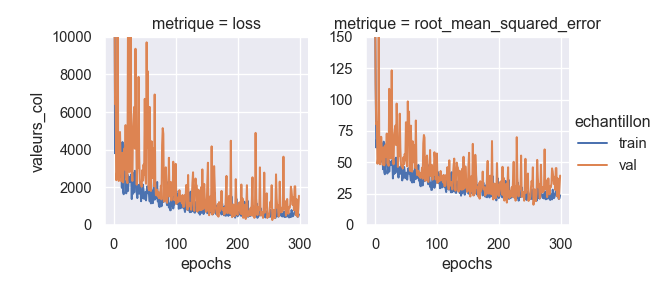 metrique = loss
metrique = root_mean_squared_error
valeurs_col
10000
8000
6000
4000
2000
0
0
100
200
300
epochs
150
125
100
75
50
25
0
0
100
200
300
epochs
echantillon
train
val